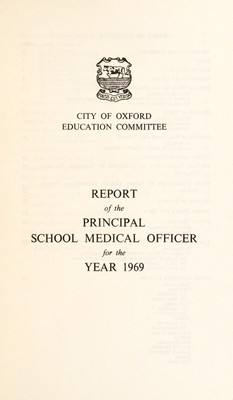 CITY OF OXFORD
EDUCATION COMMITTEE
REPORT
of the
PRINCIPAL
SCHOOL MEDICAL OFFICER
for the
YEAR 1969